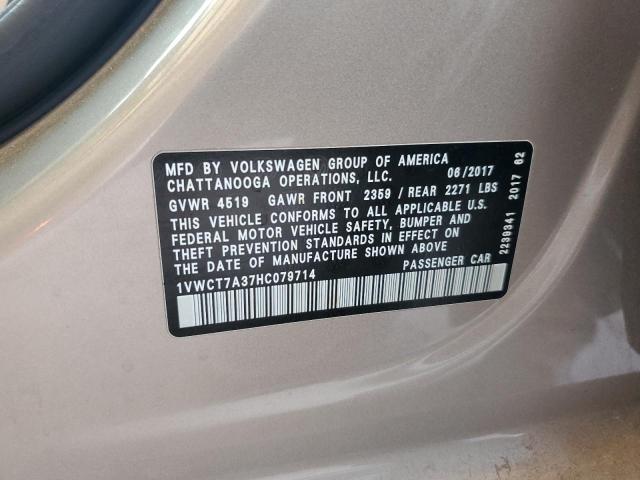 MFD BY VOLKSWAGEN GROUP OF AMERICA
CHATTANOOGA OPERATIONS, LLC. 06/2017
GVWR 4519 GAWR FRONT 2359 / REAR 2271 LBS
THIS VEHICLE CONFORMS TO ALL APPLICABLE U.S.
FEDERAL MOTOR VEHICLE SAFETY, BUMPER AND
THEFT PREVENTION STANDARDS IN EFFECT ON
THE DATE OF MANUFACTURE SHOWN ABOVE
1VWCT7A37HC079714 PASSENGER CAR
2239341 2017 62